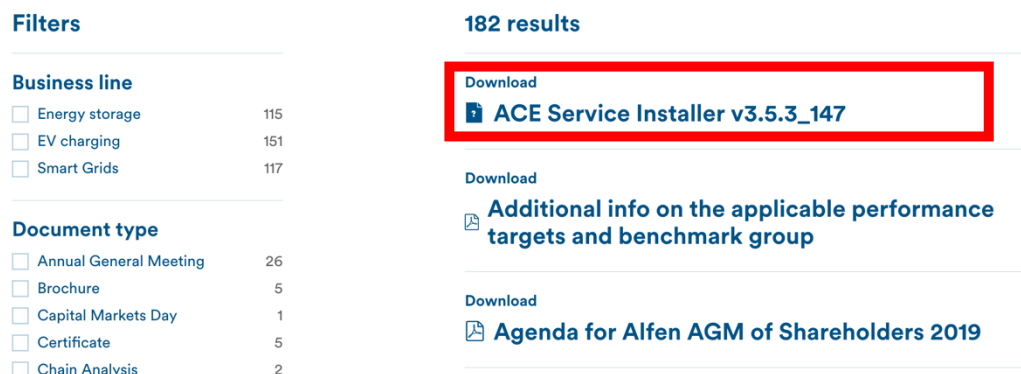 Filters
Business line
Energy storage 115
EV charging 151
Smart Grids 117
Document type
Annual General Meeting 26
Brochure 5
Capital Markets Day 1
Certificate 5
Chain Analysis 2
182 results
Download
ACE Service Installer v3.5.3_147
Download
Additional info on the applicable performance
targets and benchmark group
Download
Agenda for Alfen AGM of Shareholders 2019